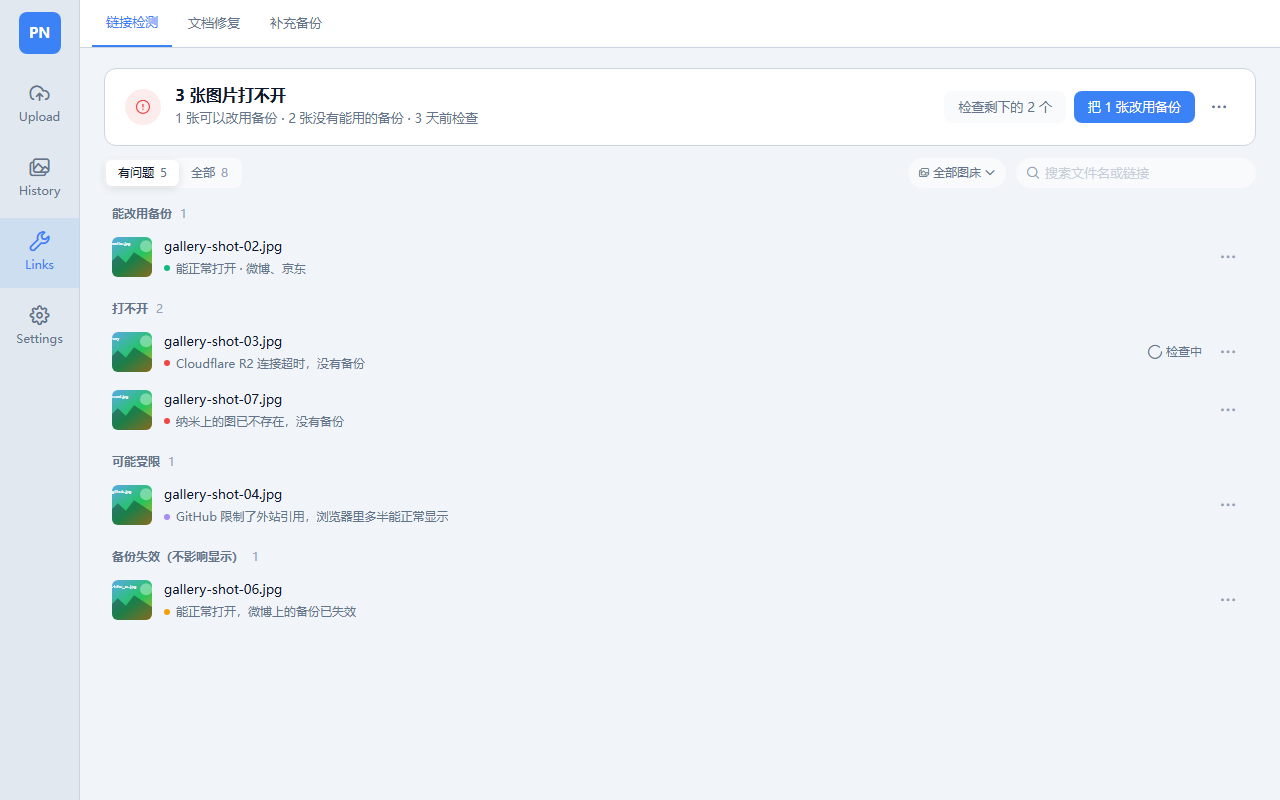 PN
Upload
History
Links
Settings
链接检测 文档修复 补充备份
3 张图片打不开
1 张可以改用备份 · 2 张没有能用的备份 · 3 天前检查
检查剩下的 2 个
把 1 张改用备份
有问题 5 全部 8
全部图床
搜索文件名或链接
能改用备份 1
gallery-shot-02.jpg
能正常打开 · 微博、京东
打不开 2
gallery-shot-03.jpg
Cloudflare R2 连接超时，没有备份
检查中
gallery-shot-07.jpg
纳米上的图已不存在，没有备份
可能受限 1
gallery-shot-04.jpg
GitHub 限制了外站引用，浏览器里多半能正常显示
备份失效（不影响显示） 1
gallery-shot-06.jpg
能正常打开，微博上的备份已失效